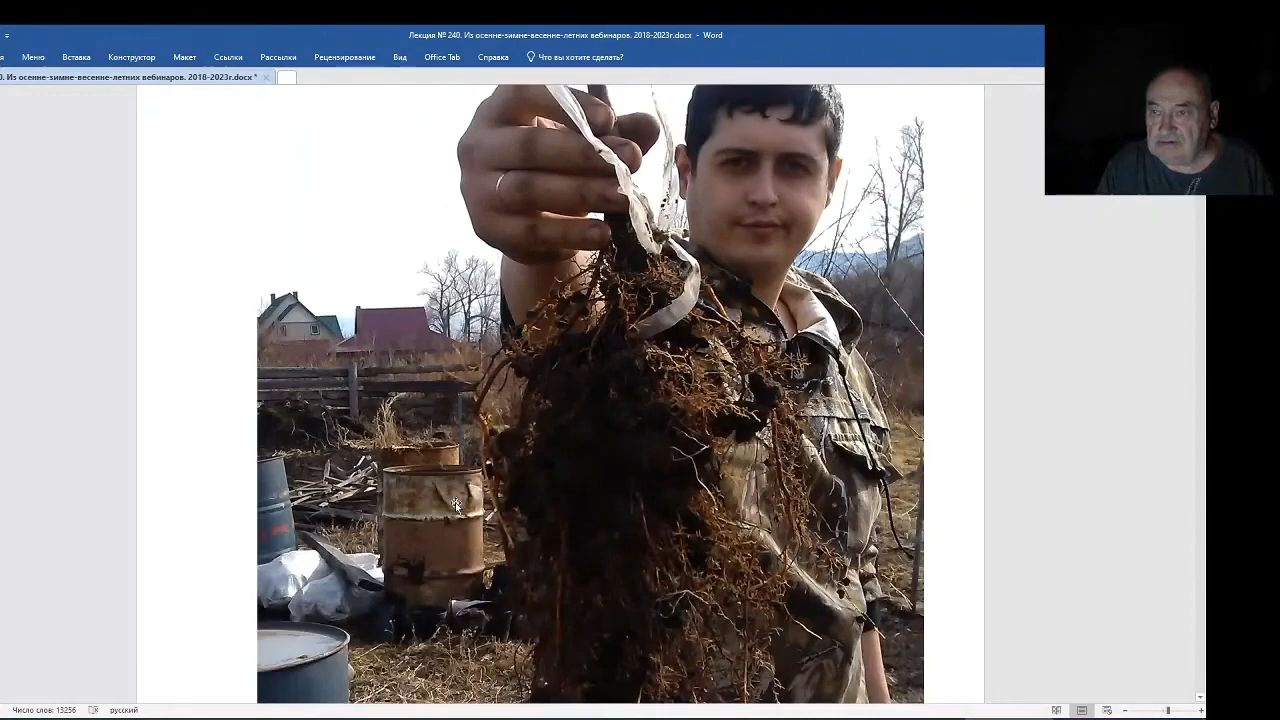 Лекция № 240. Из осенне-зимне-весенне-летних вебинаров. 2018-2023г.docx - Word
я Меню Вставка Конструктор Макет Ссылки Рассылки Рецензирование Вид Office Tab Справка Что вы хотите сделать?
0. Из осенне-зимне-весенне-летних вебинаров. 2018-2023г.docx *
Число слов: 13256 русский